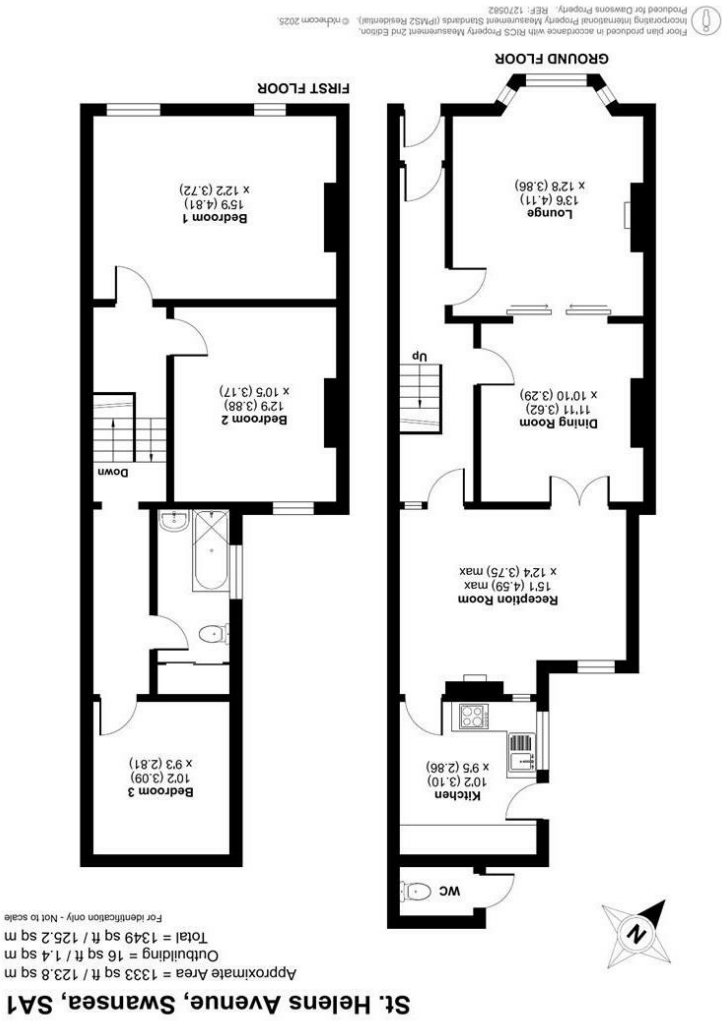 St. Helens Avenue, Swansea, SA1
Approximate Area = 1333 sq ft / 123.8 sq m
Outbuilding = 16 sq ft / 1.4 sq m
Total = 1349 sq ft / 125.2 sq m
For identification only - Not to scale
N
WC
Kitchen
10'2 (3.10)
x 9'5 (2.86)
Reception Room
15'1 (4.59) max
x 12'4 (3.75) max
Dining Room
11'11 (3.62)
x 10'10 (3.29)
Up
Lounge
13'6 (4.11)
x 12'8 (3.86)
GROUND FLOOR
Bedroom 3
10'2 (3.09)
x 9'3 (2.81)
Down
Bedroom 2
12'9 (3.88)
x 10'5 (3.17)
Bedroom 1
15'9 (4.81)
x 12'2 (3.72)
FIRST FLOOR
Floor plan produced in accordance with RICS Property Measurement 2nd Edition.
Incorporating International Property Measurement Standards (IPMS2 Residential). © nichecom 2025.
Produced for Dawsons Property. REF: 1270582